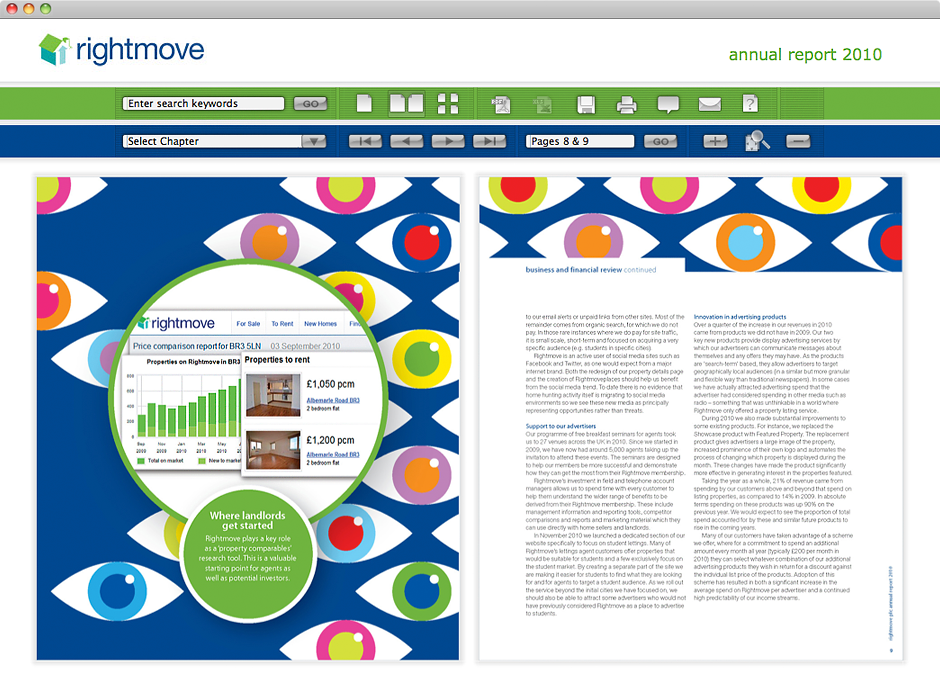 rightmove
annual report 2010
Enter search keywords
GO
Select Chapter
Pages 8 & 9
GO
rightmove
For Sale
To Rent
New Homes
Price comparison report for BR3 5LN
03 September 2010
Properties on Rightmove in BR3
Properties to rent
£1,050 pcm
Albemarle Road BR3
2 bedroom flat
£1,200 pcm
Albemarle Road BR3
2 bedroom flat
Total on market
New to marke
Where landlords
get started
Rightmove plays a key role
as a 'property comparables'
research tool. This is a valuable
starting point for agents as
well as potential investors.
business and financial review continued
to our email alerts or unpaid links from other sites. Most of the
remainder comes from organic search, for which we do not
pay. In those rare instances where we do pay for site traffic,
it is small scale, short-term and focused on acquiring a very
specific audience (e.g. students in specific cities).
Rightmove is an active user of social media sites such as
Facebook and Twitter, as one would expect from a major
internet brand. Both the redesign of our property details page
and the creation of Rightmoveplaces should help us benefit
from the social media trend. To date there is no evidence that
home hunting activity itself is migrating to social media
environments so we see these new media as principally
representing opportunities rather than threats.
Support to our advertisers
Our programme of free breakfast seminars for agents took
us to 27 venues across the UK in 2010. Since we started in
2009, we have now had around 5,000 agents taking up the
invitation to attend these events. The seminars are designed
to help our members be more successful and demonstrate
how they can get the most from their Rightmove membership.
Rightmove's investment in field and telephone account
managers allows us to spend time with every customer to
help them understand the wider range of benefits to be
derived from their Rightmove membership. These include
management information and reporting tools, competitor
comparisons and reports and marketing material which they
can use directly with home sellers and landlords.
In November 2010 we launched a dedicated section of our
website specifically to focus on student lettings. Many of
Rightmove's lettings agent customers offer properties that
would be suitable for students and a few exclusively focus on
the student market. By creating a separate part of the site we
are making it easier for students to find what they are looking
for and for agents to target a student audience. As we roll out
the service beyond the inital cities we have focused on, we
should also be able to attract some advertisers who would not
have previously considered Rightmove as a place to advertise
to students.
Innovation in advertising products
Over a quarter of the increase in our revenues in 2010
came from products we did not have in 2009. Our two
key new products provide display advertising services by
which our advertisers can communicate messages about
themselves and any offers they may have. As the products
are 'search-term' based, they allow advertisers to target
geographically local audiences (in a similar but more granular
and flexible way than traditional newspapers). In some cases
we have actually attracted advertising spend that the
advertiser had considered spending in other media such as
radio – something that was unthinkable in a world where
Rightmove only offered a property listing service.
During 2010 we also made substantial improvements to
some existing products. For instance, we replaced the
Showcase product with Featured Property. The replacement
product gives advertisers a large image of the property,
increased prominence of their own logo and automates the
process of changing which property is displayed during the
month. These changes have made the product significantly
more effective in generating interest in the properties featured.
Taking the year as a whole, 21% of revenue came from
spending by our customers above and beyond that spend on
listing properties, as compared to 14% in 2009. In absolute
terms spending on these products was up 90% on the
previous year. We would expect to see the proportion of total
spend accounted for by these and similar future products to
rise in the coming years.
Many of our customers have taken advantage of a scheme
we offer, where for a commitment to spend an additional
amount every month all year (typically £200 per month in
2010) they can select whatever combination of our additional
advertising products they wish in return for a discount against
the individual list price of the products. Adoption of this
scheme has resulted in both a significant increase in the
average spend on Rightmove per advertiser and a continued
high predictability of our income streams.
rightmove plc annual report 2010